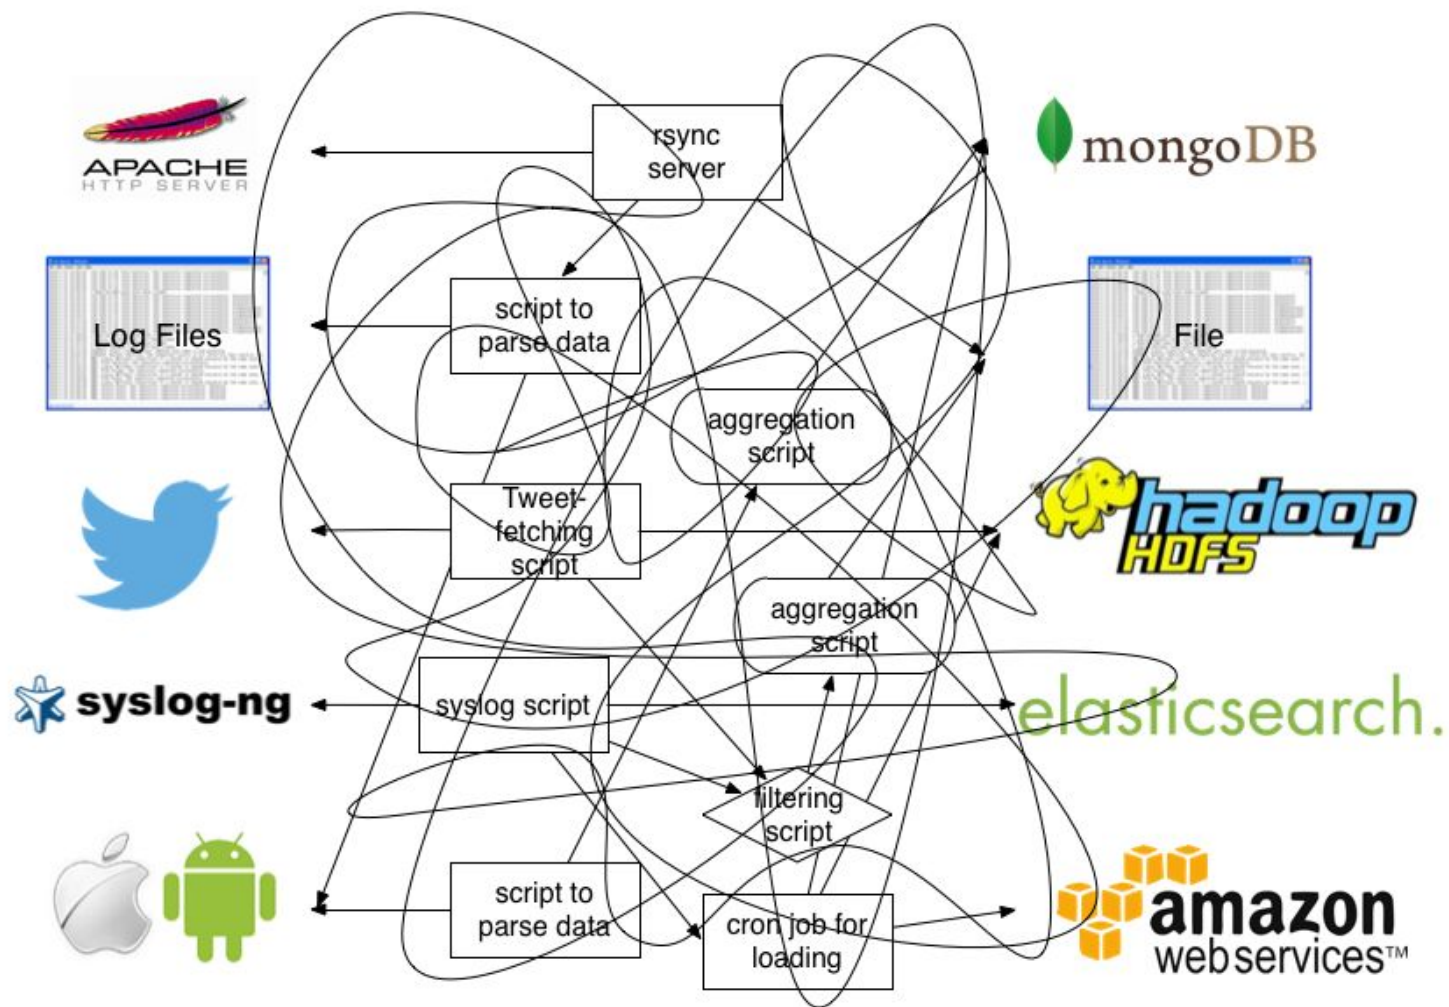 APACHE
HTTP SERVER
rsync
server
mongoDB
Log Files
script to
parse data
File
aggregation
script
Tweet-
fetching
script
hadoop
HDFS
aggregation
script
syslog-ng
syslog script
elasticsearch.
filtering
script
script to
parse data
cron job for
loading
amazon
webservices™